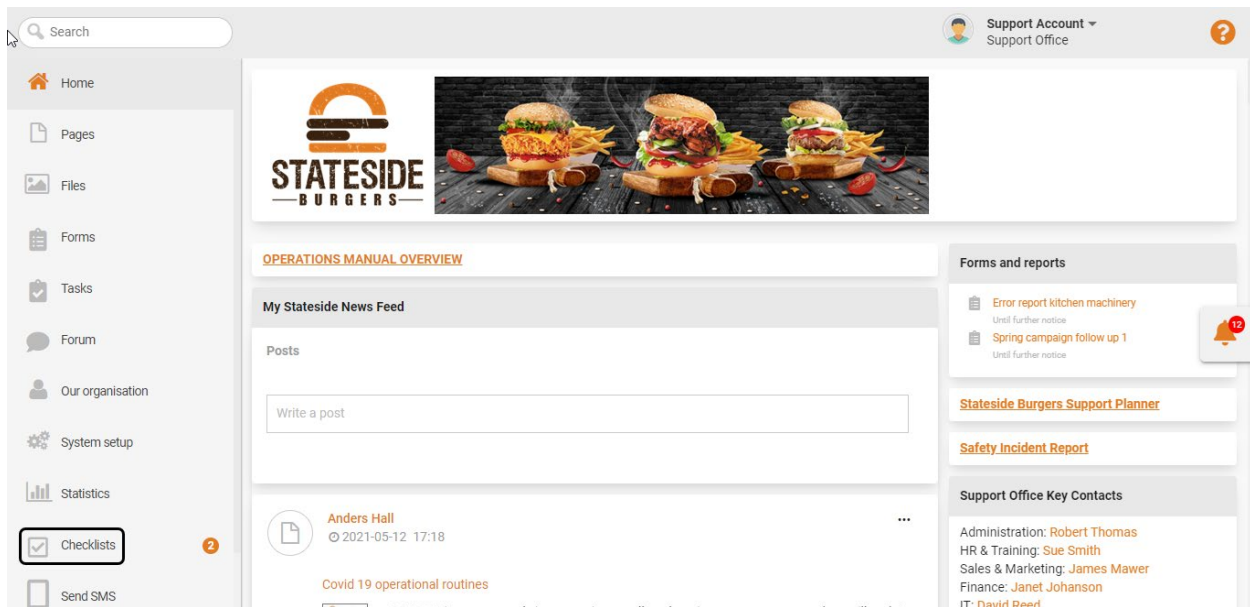 Search
Support Account
Support Office
?
Home
Pages
Files
Forms
Tasks
Forum
Our organisation
System setup
Statistics
Checklists
2
Send SMS
STATESIDE
BURGERS
OPERATIONS MANUAL OVERVIEW
My Stateside News Feed
Posts
Write a post
Anders Hall
2021-05-12 17:18
...
Covid 19 operational routines
Forms and reports
Error report kitchen machinery
Until further notice
Spring campaign follow up 1
Until further notice
12
Stateside Burgers Support Planner
Safety Incident Report
Support Office Key Contacts
Administration: Robert Thomas
HR & Training: Sue Smith
Sales & Marketing: James Mawer
Finance: Janet Johanson
IT: David Reed